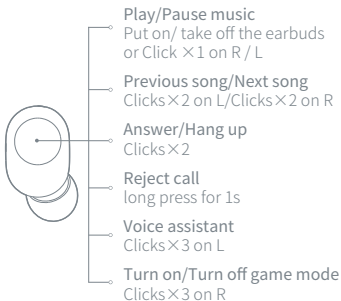 Play/Pause music
Put on/ take off the earbuds
or Click ×1 on R / L
Previous song/Next song
Clicks×2 on L/Clicks×2 on R
Answer/Hang up
Clicks×2
Reject call
long press for 1s
Voice assistant
Clicks×3 on L
Turn on/Turn off game mode
Clicks×3 on R